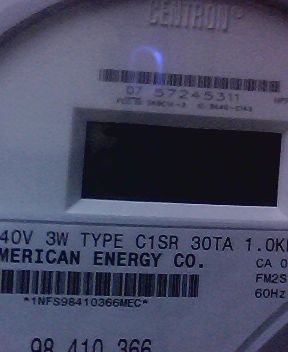 CENTRON®
07 57245311
40V 3W TYPE C1SR 30TA 1.0K
MERICAN ENERGY CO.
CA 0
FM2S
60Hz
*1NFS98410366MEC*
98 410 366